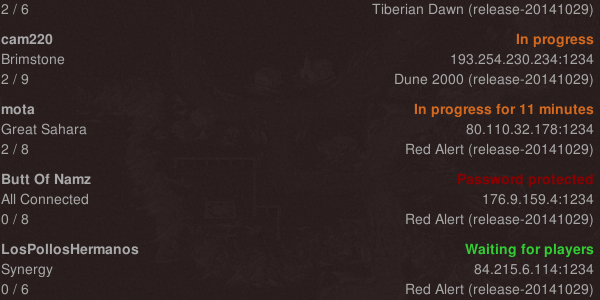 2 / 6 Tiberian Dawn (release-20141029)
cam220 In progress
Brimstone 193.254.230.234:1234
2 / 9 Dune 2000 (release-20141029)
mota In progress for 11 minutes
Great Sahara 80.110.32.178:1234
2 / 8 Red Alert (release-20141029)
Butt Of Namz Password protected
All Connected 176.9.159.4:1234
0 / 8 Red Alert (release-20141029)
LosPollosHermanos Waiting for players
Synergy 84.215.6.114:1234
0 / 6 Red Alert (release-20141029)